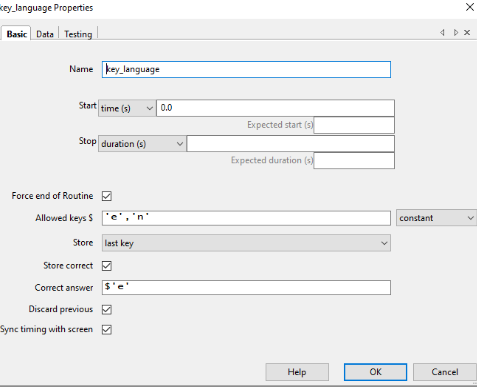 key_language Properties
Basic Data Testing
Name key_language
Start time (s) 0.0
Expected start (s)
Stop duration (s)
Expected duration (s)
Force end of Routine
Allowed keys $ 'e','n' constant
Store last key
Store correct
Correct answer $'e'
Discard previous
Sync timing with screen
Help OK Cancel